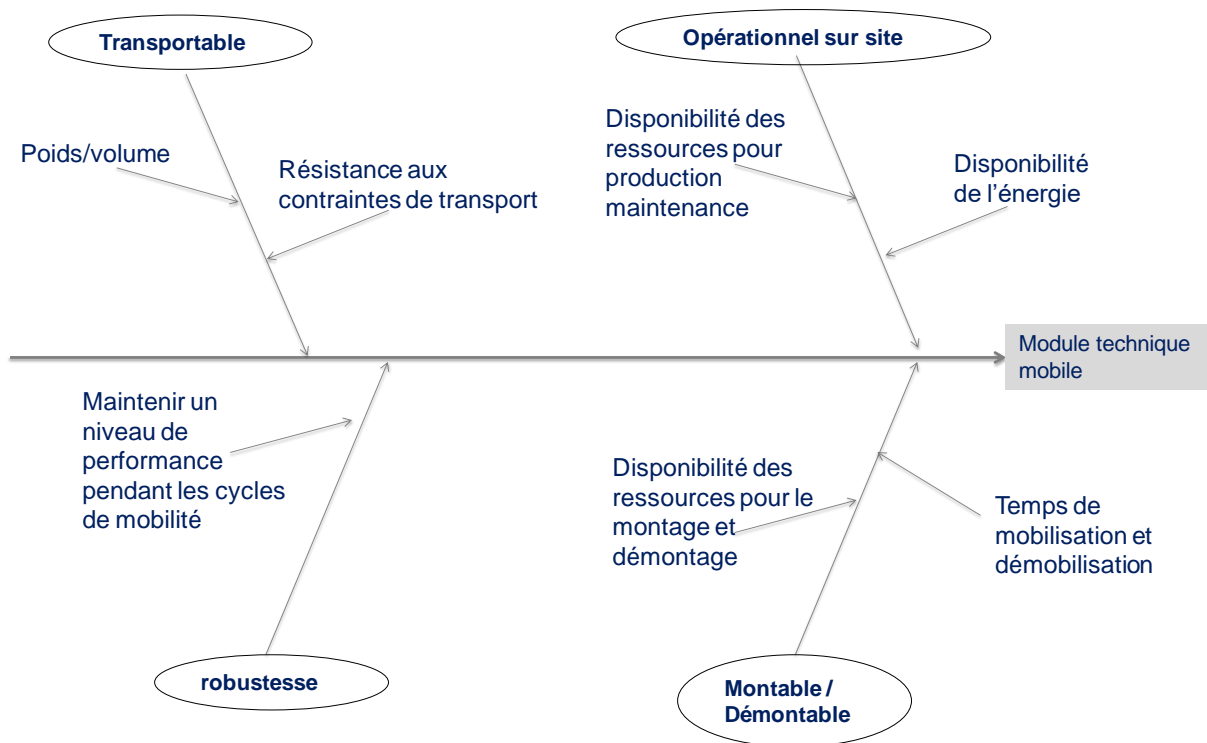 Transportable
Opérationnel sur site
Poids/volume
Résistance aux
contraintes de transport
Disponibilité des
ressources pour
production
maintenance
Disponibilité
de l'énergie
Module technique
mobile
Maintenir un
niveau de
performance
pendant les cycles
de mobilité
Disponibilité des
ressources pour le
montage et
démontage
Temps de
mobilisation et
démobilisation
robustesse
Montable /
Démontable